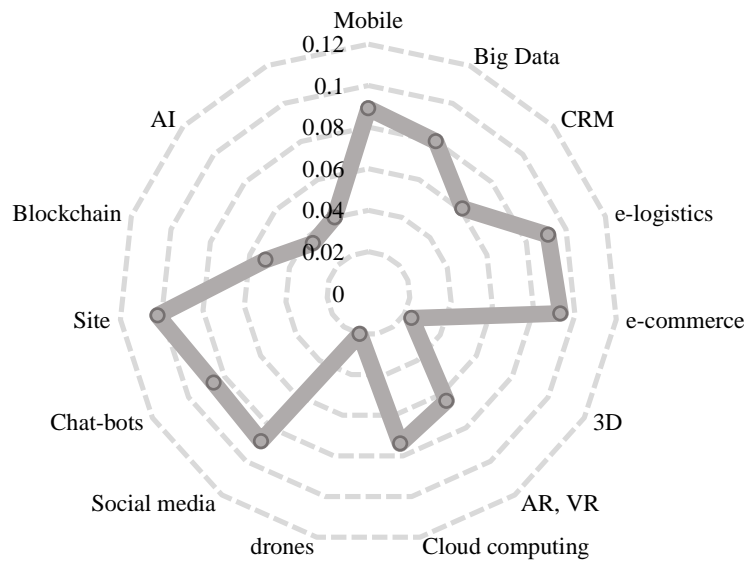 Mobile
0.12
Big Data
0.1
AI
CRM
0.08
0.06
0.04
Blockchain
e-logistics
0.02
0
Site
e-commerce
Chat-bots
3D
Social media
AR, VR
drones
Cloud computing